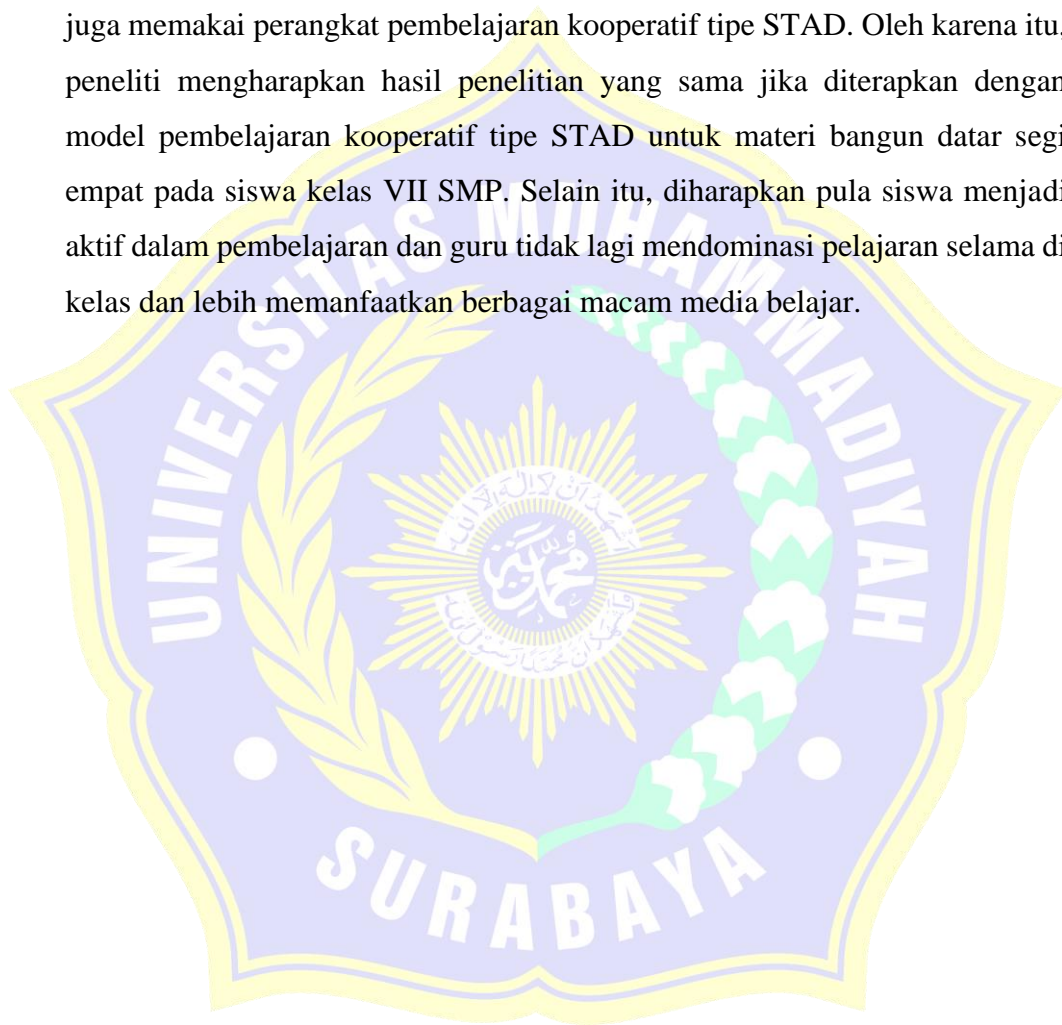 juga memakai perangkat pembelajaran kooperatif tipe STAD. Oleh karena itu,
peneliti mengharapkan hasil penelitian yang sama jika diterapkan dengan
model pembelajaran kooperatif tipe STAD untuk materi bangun datar segi
empat pada siswa kelas VII SMP. Selain itu, diharapkan pula siswa menjadi
aktif dalam pembelajaran dan guru tidak lagi mendominasi pelajaran selama di
kelas dan lebih memanfaatkan berbagai macam media belajar.
UNIVERSITAS MUHAMMADIYAH
SURABAYA